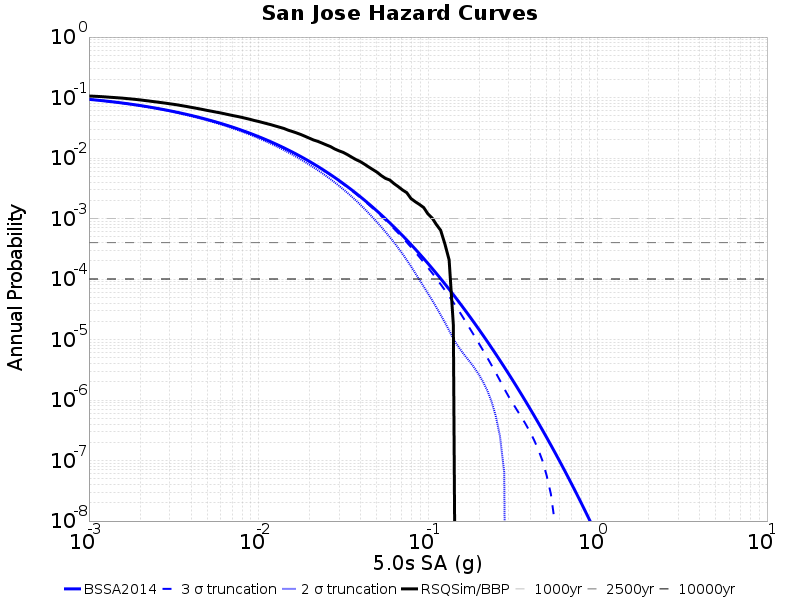 San Jose Hazard Curves
10^0
10^-1
10^-2
10^-3
10^-4
10^-5
10^-6
10^-7
10^-8
Annual Probability
10^-3 10^-2 10^-1 10^0 10^1
5.0s SA (g)
BSSA2014 3 σ truncation 2 σ truncation RSQSim/BBP 1000yr 2500yr 10000yr